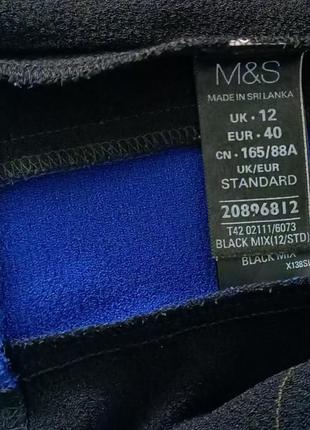 M&S
MADE IN SRI LANKA
UK • 12
EUR • 40
CN • 165/88A
UK/EUR
STANDARD
20896812
T42 02111/6073
BLACK MIX(12/STD)
BLACK MIX